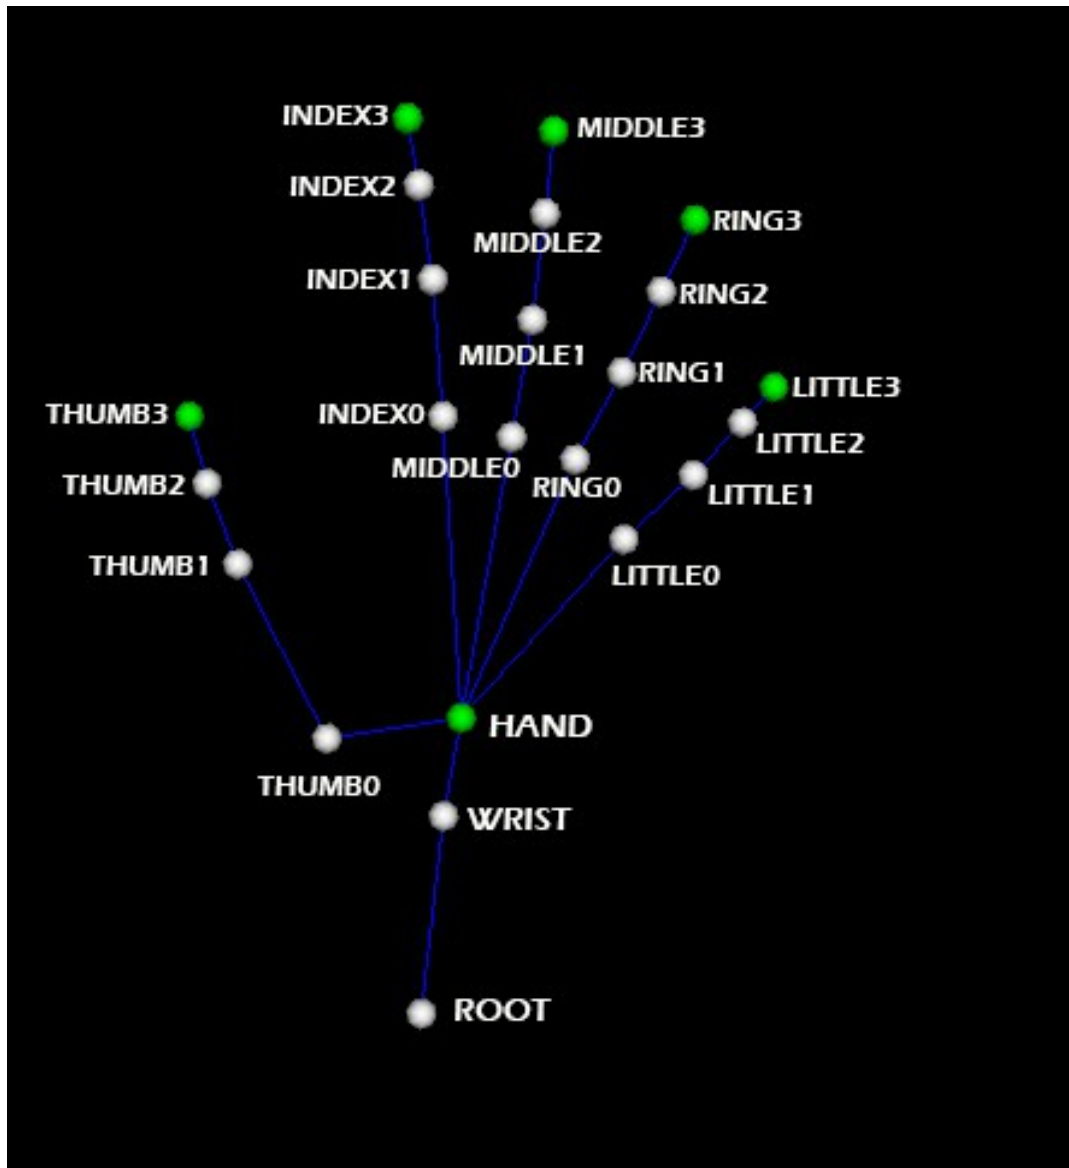 INDEX3
MIDDLE3
INDEX2
RING3
MIDDLE2
INDEX1
RING2
MIDDLE1
RING1
LITTLE3
THUMB3
INDEX0
LITTLE2
MIDDLE0
THUMB2
RING0
LITTLE1
THUMB1
LITTLE0
HAND
THUMB0
WRIST
ROOT